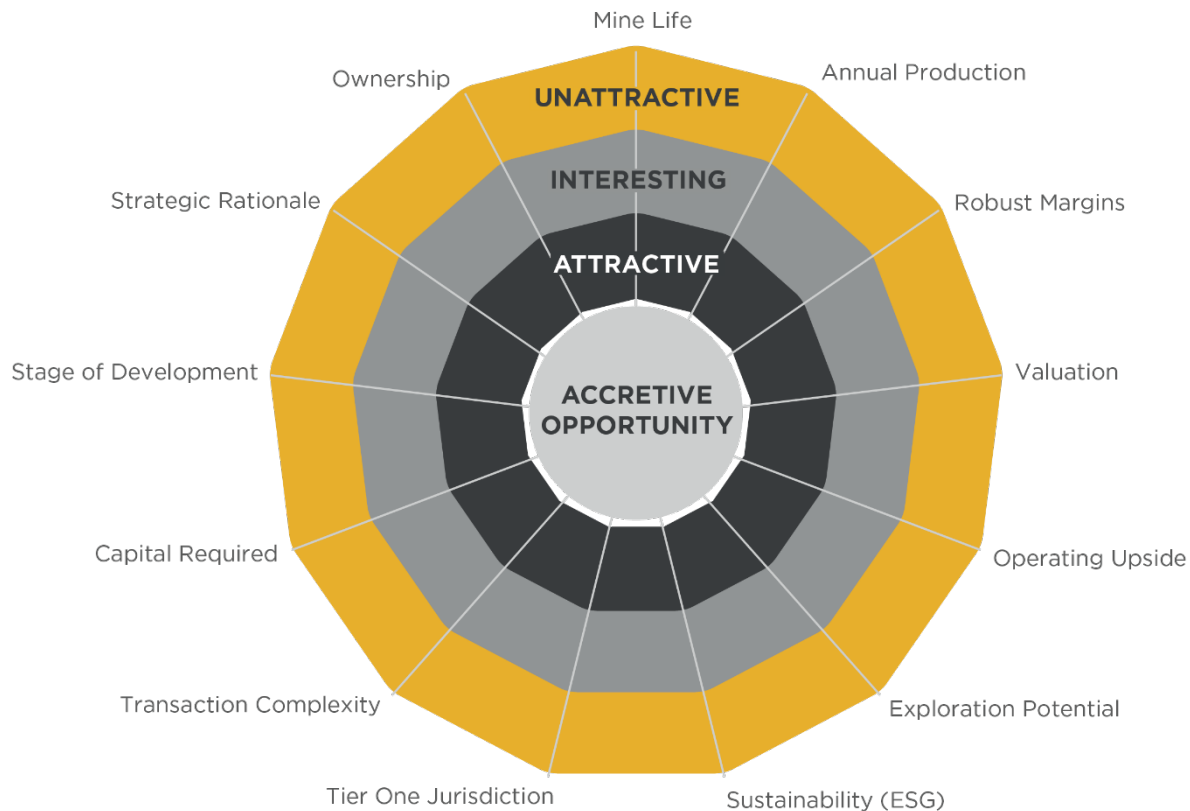 Mine Life
Ownership
Annual Production
UNATTRACTIVE
INTERESTING
Strategic Rationale
Robust Margins
ATTRACTIVE
Stage of Development
Valuation
ACCRETIVE
OPPORTUNITY
Capital Required
Operating Upside
Transaction Complexity
Exploration Potential
Tier One Jurisdiction
Sustainability (ESG)